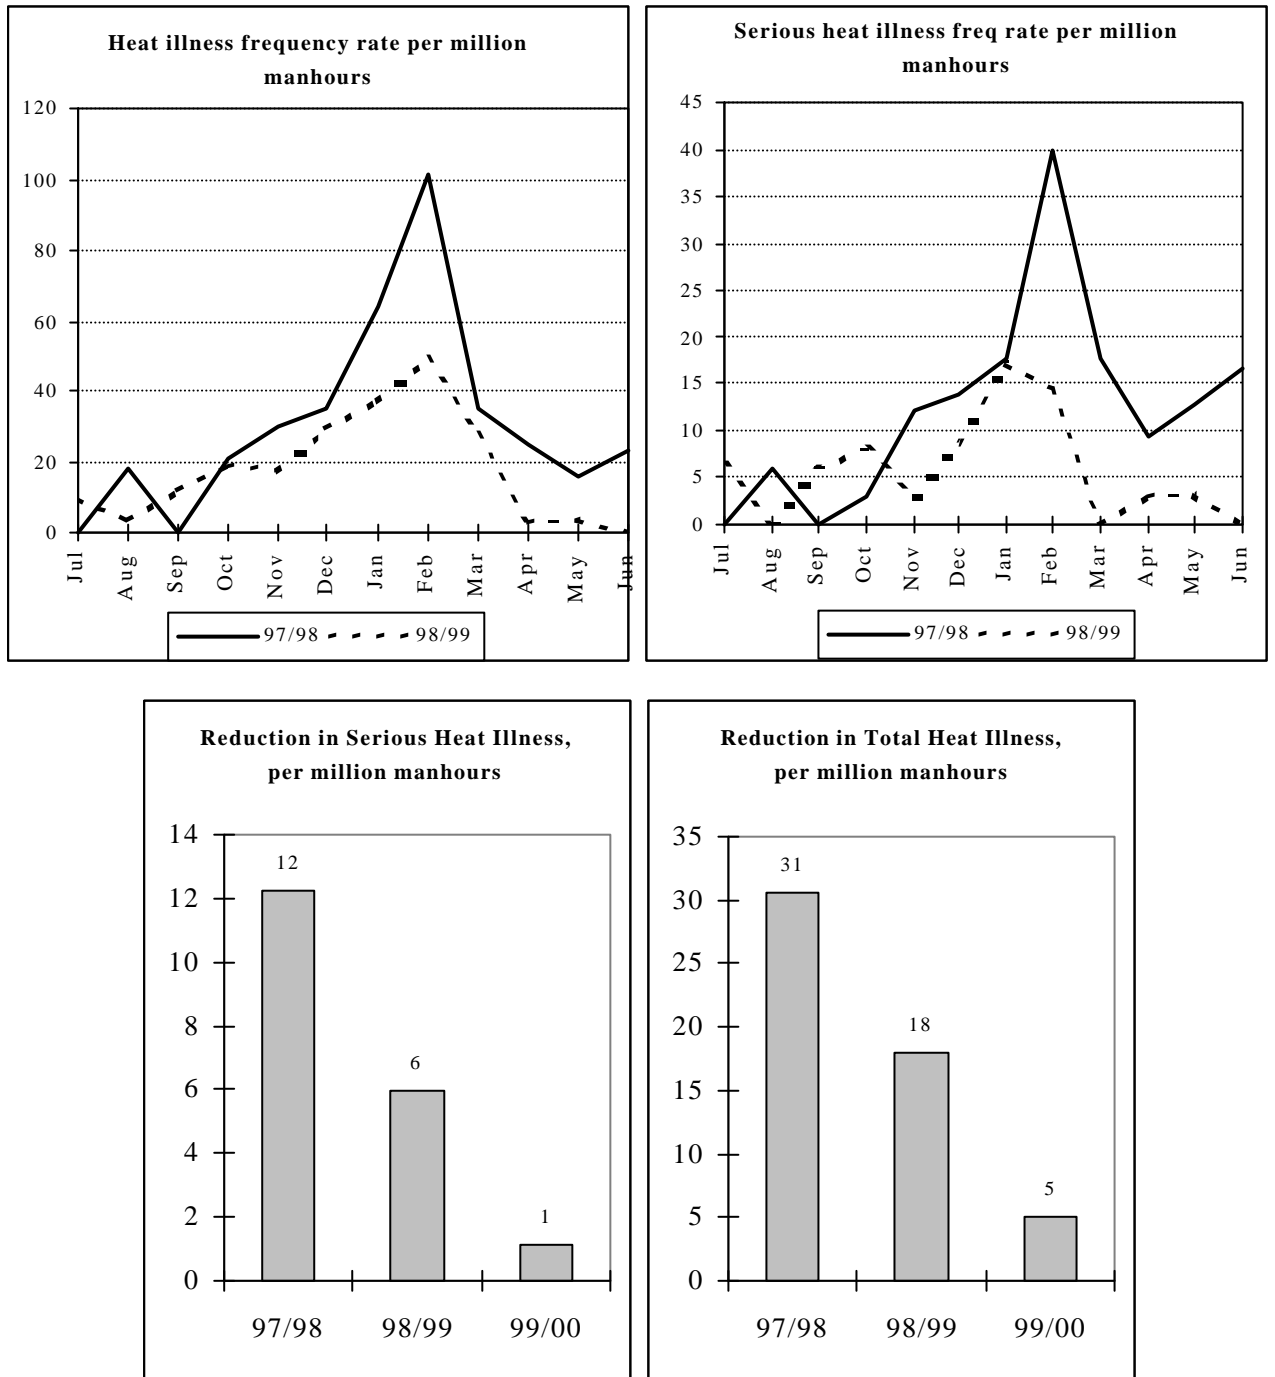 Heat illness frequency rate per million
manhours
120
100
80
60
40
20
0
Jul
Aug
Sep
Oct
Nov
Dec
Jan
Feb
Mar
Apr
May
Jun
97/98 98/99
Serious heat illness freq rate per million
manhours
45
40
35
30
25
20
15
10
5
0
Jul
Aug
Sep
Oct
Nov
Dec
Jan
Feb
Mar
Apr
May
Jun
97/98 98/99
Reduction in Serious Heat Illness,
per million manhours
14
12
10
8
6
4
2
0
12
6
1
97/98 98/99 99/00
Reduction in Total Heat Illness,
per million manhours
35
30
25
20
15
10
5
0
31
18
5
97/98 98/99 99/00